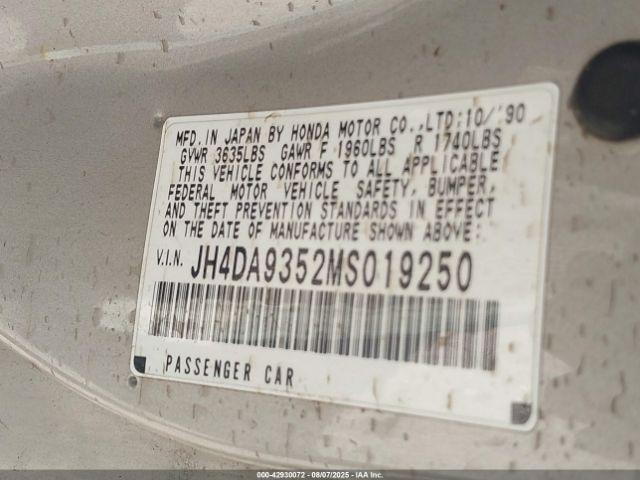 MFD. IN JAPAN BY HONDA MOTOR CO.,LTD:10/'90
GVWR 3635LBS GAWR F 1960LBS R 1740LBS
THIS VEHICLE CONFORMS TO ALL APPLICABLE
FEDERAL MOTOR VEHICLE SAFETY, BUMPER,
AND THEFT PREVENTION STANDARDS IN EFFECT
ON THE DATE OF MANUFACTURE SHOWN ABOVE:
V.I.N. JH4DA9352MS019250
PASSENGER CAR
000-42930072 - 08/07/2025 - IAA Inc.